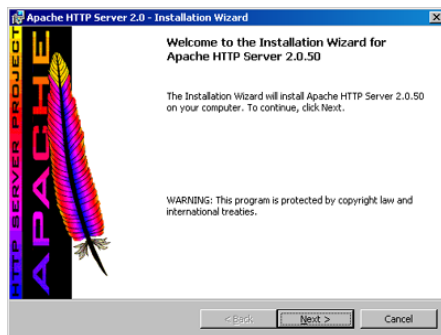 Apache HTTP Server 2.0 - Installation Wizard
HTTP SERVER PROJECT
APACHE
Welcome to the Installation Wizard for
Apache HTTP Server 2.0.50
The Installation Wizard will install Apache HTTP Server 2.0.50
on your computer. To continue, click Next.
WARNING: This program is protected by copyright law and
international treaties.
< Back
Next >
Cancel